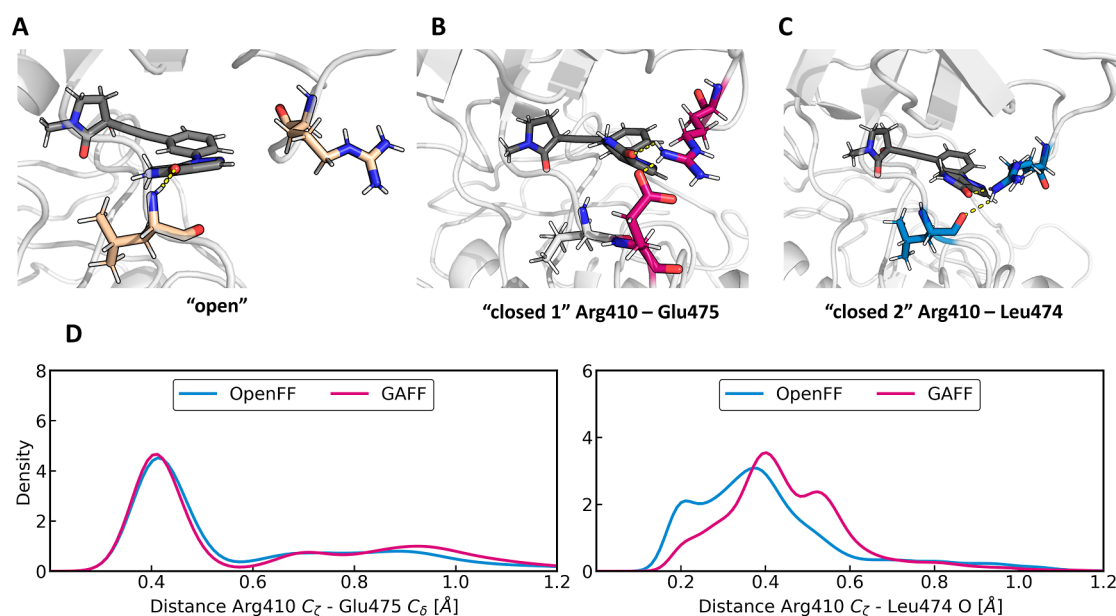 A
B
C
“open”
“closed 1” Arg410 – Glu475
“closed 2” Arg410 – Leu474
D
8
6
4
2
0
Density
OpenFF GAFF
0.4 0.6 0.8 1.0 1.2
Distance Arg410 Cζ - Glu475 Cδ [Å]
6
4
2
0
OpenFF GAFF
0.2 0.4 0.6 0.8 1.0 1.2
Distance Arg410 Cζ - Leu474 O [Å]